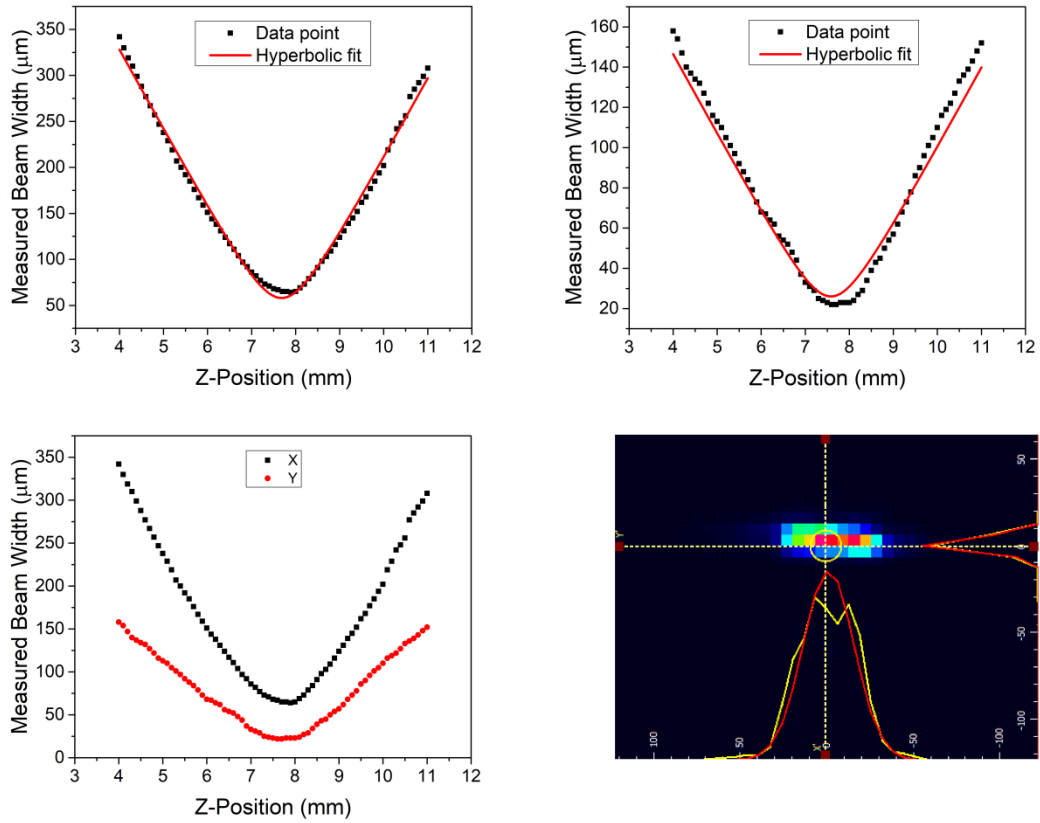 350
300
250
200
150
100
50
Measured Beam Width (μm)
Data point
Hyperbolic fit
3 4 5 6 7 8 9 10 11 12
Z-Position (mm)
160
140
120
100
80
60
40
20
Measured Beam Width (μm)
Data point
Hyperbolic fit
3 4 5 6 7 8 9 10 11 12
Z-Position (mm)
350
300
250
200
150
100
50
0
Measured Beam Width (μm)
X
Y
3 4 5 6 7 8 9 10 11 12
Z-Position (mm)
50
0
-50
-100
Y
X
100 50 0 -50 -100